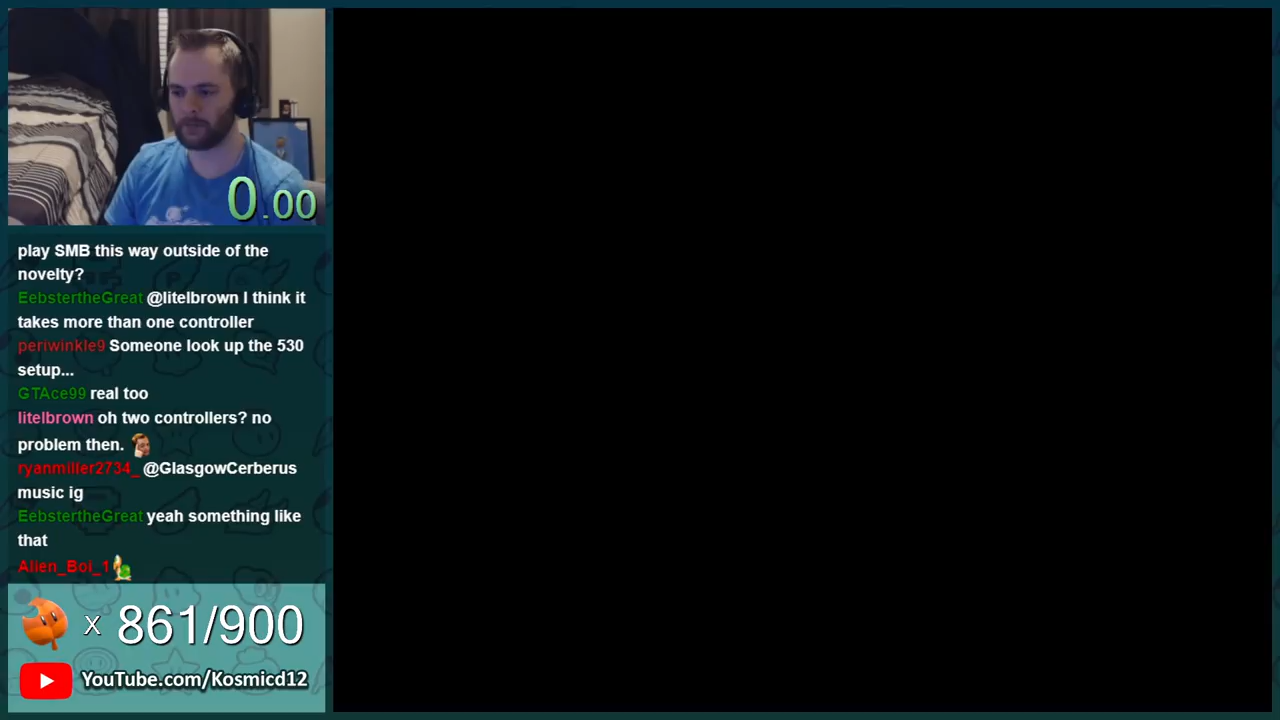 0.00
play SMB this way outside of the
novelty?
EebstertheGreat @litelbrown I think it
takes more than one controller
periwinkle9 Someone look up the 530
setup...
GTAce99 real too
litelbrown oh two controllers? no
problem then.
ryanmiller2734_ @GlasgowCerberus
music ig
EebstertheGreat yeah something like
that
Alien_Boi_1
x 861/900
YouTube.com/Kosmicd12